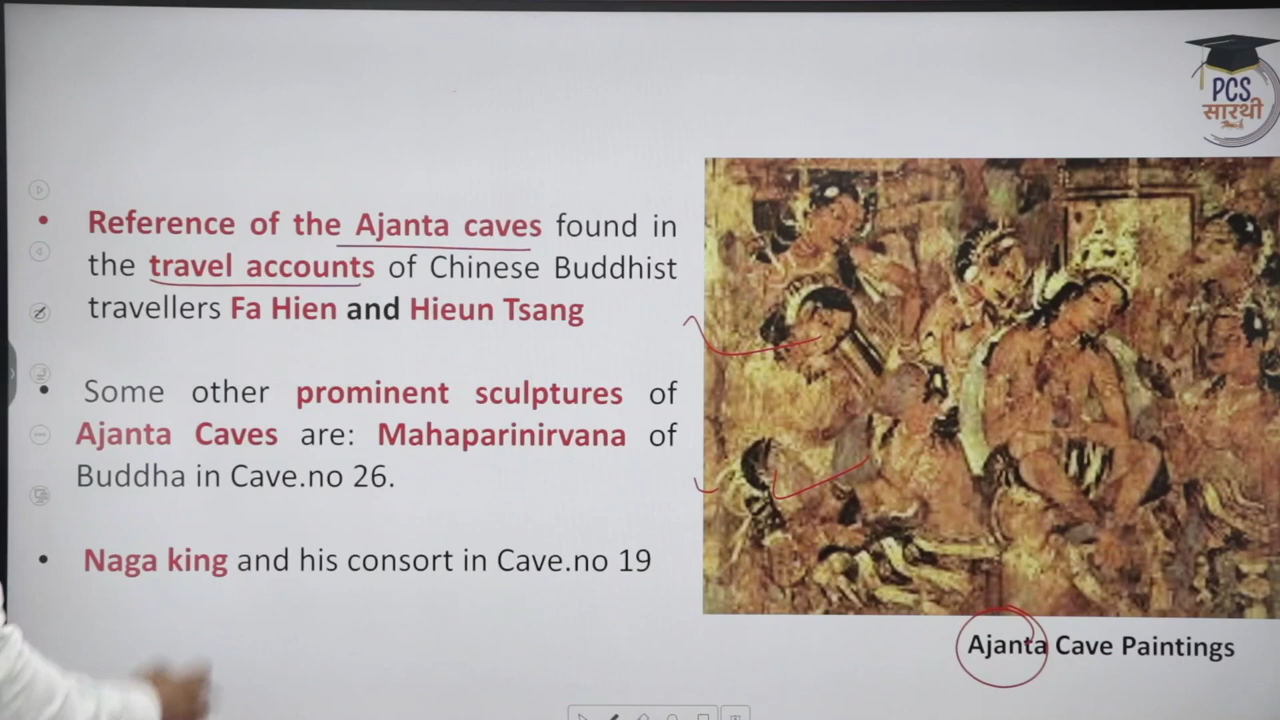 PCS
सारथी
• Reference of the Ajanta caves found in
the travel accounts of Chinese Buddhist
travellers Fa Hien and Hieun Tsang
• Some other prominent sculptures of
Ajanta Caves are: Mahaparinirvana of
Buddha in Cave.no 26.
• Naga king and his consort in Cave.no 19
Ajanta Cave Paintings